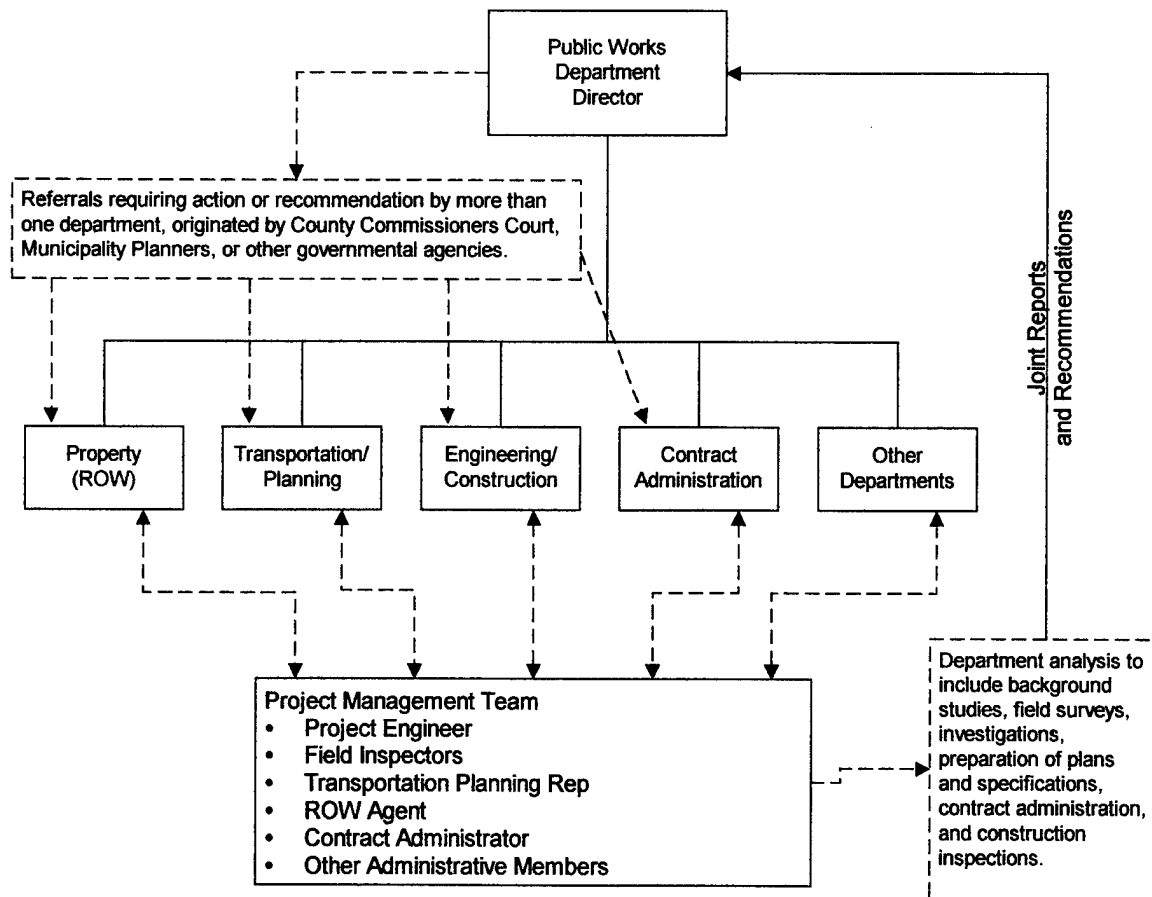 Public Works
Department
Director
Referrals requiring action or recommendation by more than
one department, originated by County Commissioners Court,
Municipality Planners, or other governmental agencies.
Joint Reports
and Recommendations
Property
(ROW)
Transportation/
Planning
Engineering/
Construction
Contract
Administration
Other
Departments
Project Management Team
• Project Engineer
• Field Inspectors
• Transportation Planning Rep
• ROW Agent
• Contract Administrator
• Other Administrative Members
Department analysis to
include background
studies, field surveys,
investigations,
preparation of plans
and specifications,
contract administration,
and construction
inspections.